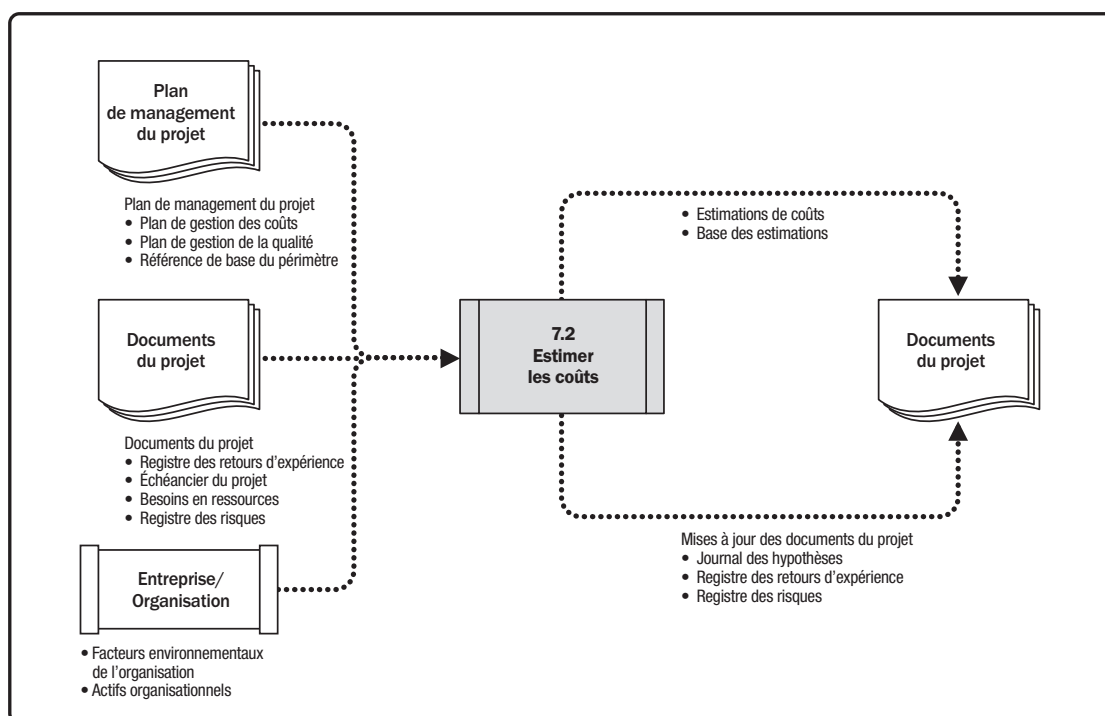 Plan
de management
du projet
Plan de management du projet
• Plan de gestion des coûts
• Plan de gestion de la qualité
• Référence de base du périmètre
Documents
du projet
Documents du projet
• Registre des retours d'expérience
• Échéancier du projet
• Besoins en ressources
• Registre des risques
Entreprise/
Organisation
• Facteurs environnementaux
de l'organisation
• Actifs organisationnels
7.2
Estimer
les coûts
• Estimations de coûts
• Base des estimations
Documents
du projet
Mises à jour des documents du projet
• Journal des hypothèses
• Registre des retours d'expérience
• Registre des risques